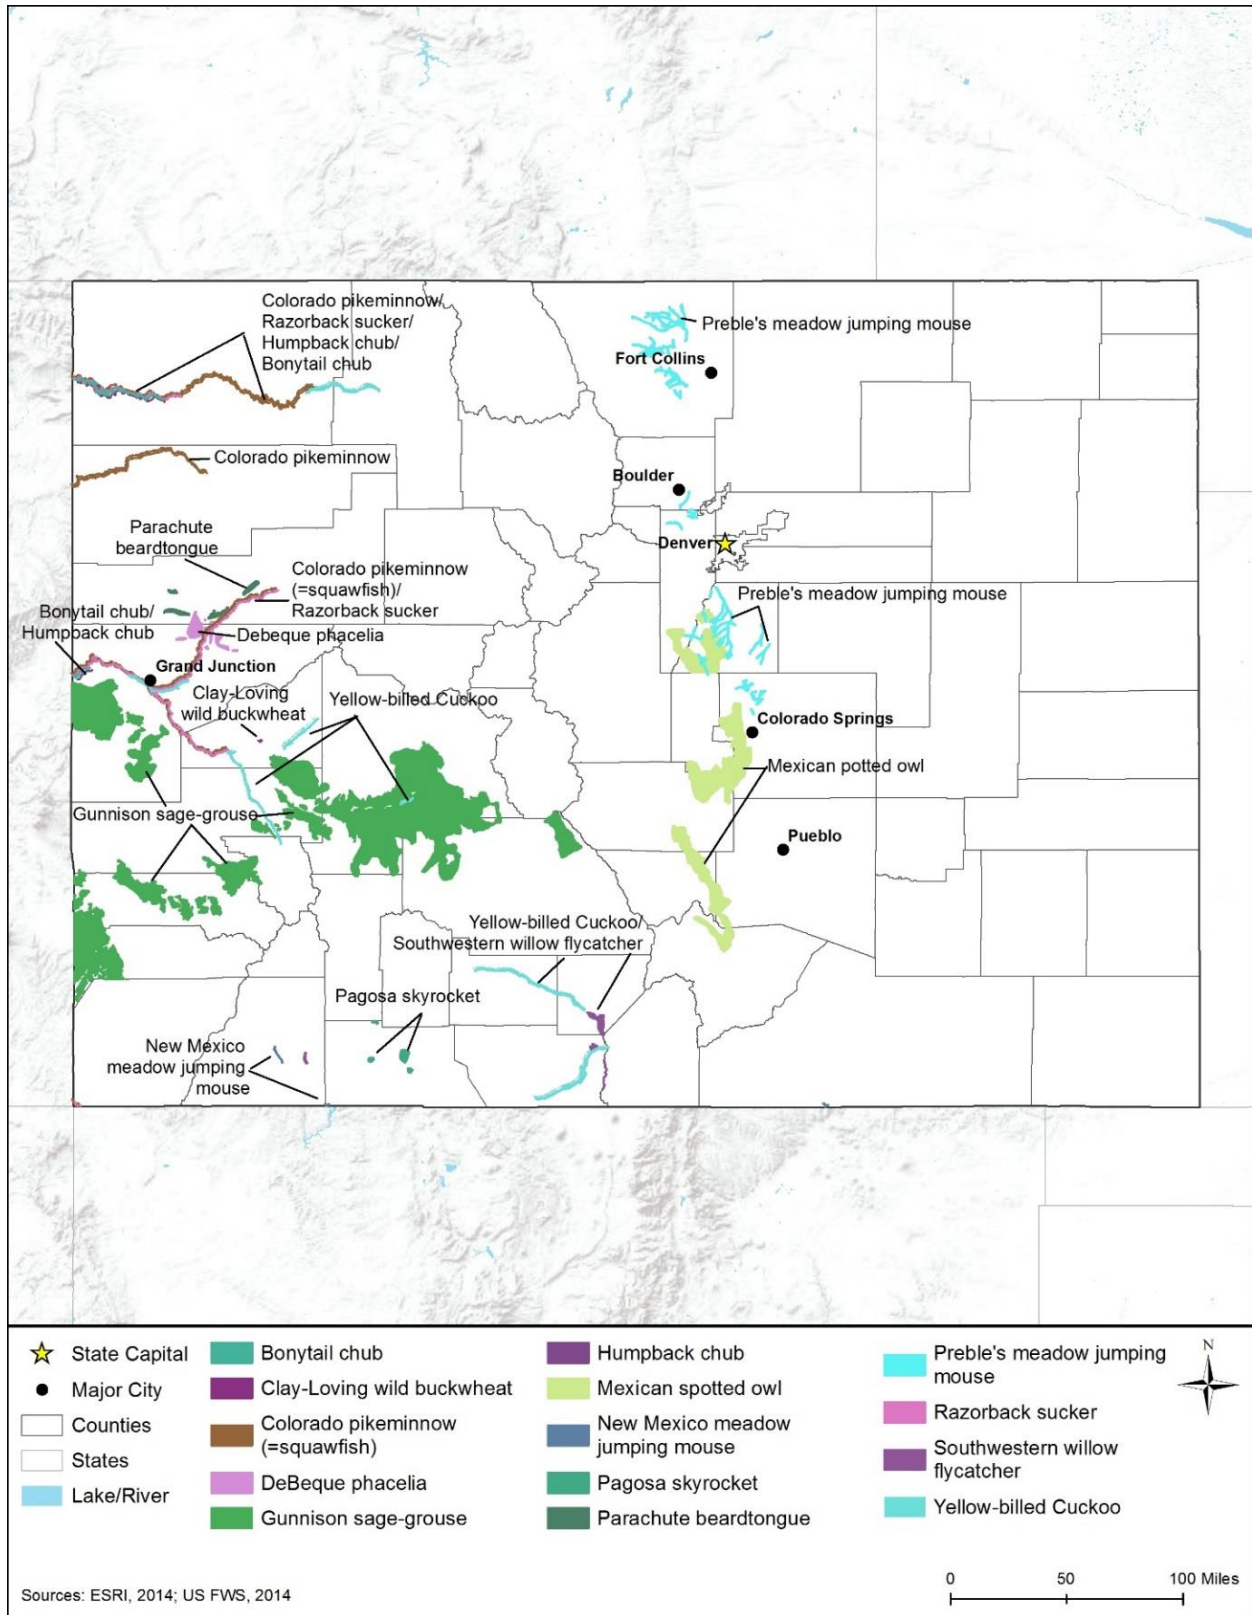 Colorado pikeminnow/
Razorback sucker/
Humpback chub/
Bonytail chub
Preble's meadow jumping mouse
Fort Collins
Colorado pikeminnow
Boulder
Parachute
beardtongue
Denver
Colorado pikeminnow
(=squawfish)/
Razorback sucker
Preble's meadow jumping mouse
Bonytail chub/
Humpback chub
Debeque phacelia
Grand Junction
Clay-Loving
wild buckwheat
Yellow-billed Cuckoo
Colorado Springs
Mexican potted owl
Gunnison sage-grouse
Pueblo
Yellow-billed Cuckoo/
Southwestern willow flycatcher
Pagosa skyrocket
New Mexico
meadow jumping
mouse
State Capital
Major City
Counties
States
Lake/River
Bonytail chub
Clay-Loving wild buckwheat
Colorado pikeminnow
(=squawfish)
DeBeque phacelia
Gunnison sage-grouse
Humpback chub
Mexican spotted owl
New Mexico meadow
jumping mouse
Pagosa skyrocket
Parachute beardtongue
Preble's meadow jumping
mouse
Razorback sucker
Southwestern willow
flycatcher
Yellow-billed Cuckoo
N
0 50 100 Miles
Sources: ESRI, 2014; US FWS, 2014